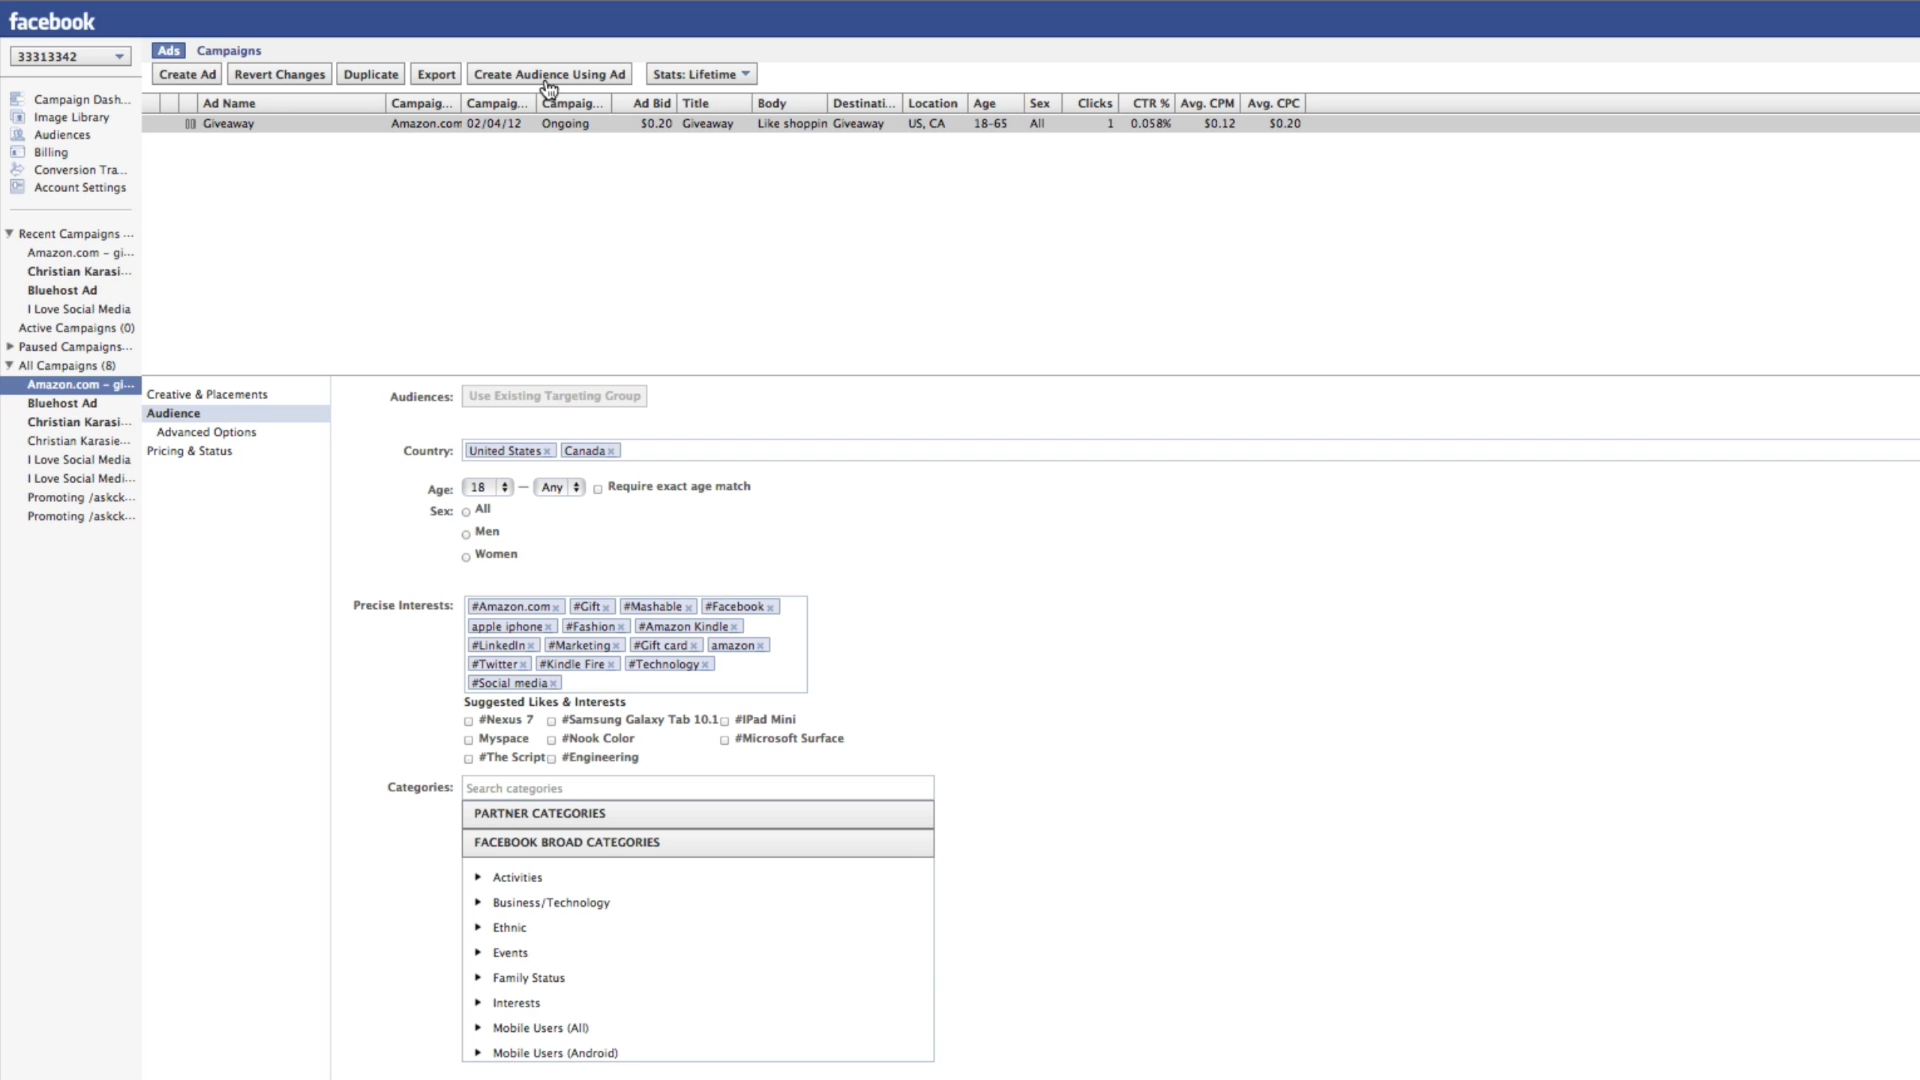 facebook
33313342
Ads Campaigns
Create Ad Revert Changes Duplicate Export Create Audience Using Ad Stats: Lifetime
Ad Name Campaig... Campaig... Campaig... Ad Bid Title Body Destinati... Location Age Sex Clicks CTR % Avg. CPM Avg. CPC
Giveaway Amazon.com 02/04/12 Ongoing $0.20 Giveaway Like shoppin Giveaway US, CA 18-65 All 1 0.058% $0.12 $0.20
Campaign Dash...
Image Library
Audiences
Billing
Conversion Tra...
Account Settings
Recent Campaigns ...
Amazon.com – gi...
Christian Karasi...
Bluehost Ad
I Love Social Media
Active Campaigns (0)
Paused Campaigns...
All Campaigns (8)
Amazon.com – gi...
Bluehost Ad
Christian Karasi...
Christian Karasie...
I Love Social Media
I Love Social Medi...
Promoting /askck...
Promoting /askck...
Creative & Placements
Audience
Advanced Options
Pricing & Status
Audiences: Use Existing Targeting Group
Country: United States × Canada ×
Age: 18 — Any Require exact age match
Sex: All
Men
Women
Precise Interests: #Amazon.com × #Gift × #Mashable × #Facebook ×
apple iphone × #Fashion × #Amazon Kindle ×
#LinkedIn × #Marketing × #Gift card × amazon ×
#Twitter × #Kindle Fire × #Technology ×
#Social media ×
Suggested Likes & Interests
#Nexus 7 #Samsung Galaxy Tab 10.1 #IPad Mini
Myspace #Nook Color #Microsoft Surface
#The Script #Engineering
Categories: Search categories
PARTNER CATEGORIES
FACEBOOK BROAD CATEGORIES
Activities
Business/Technology
Ethnic
Events
Family Status
Interests
Mobile Users (All)
Mobile Users (Android)